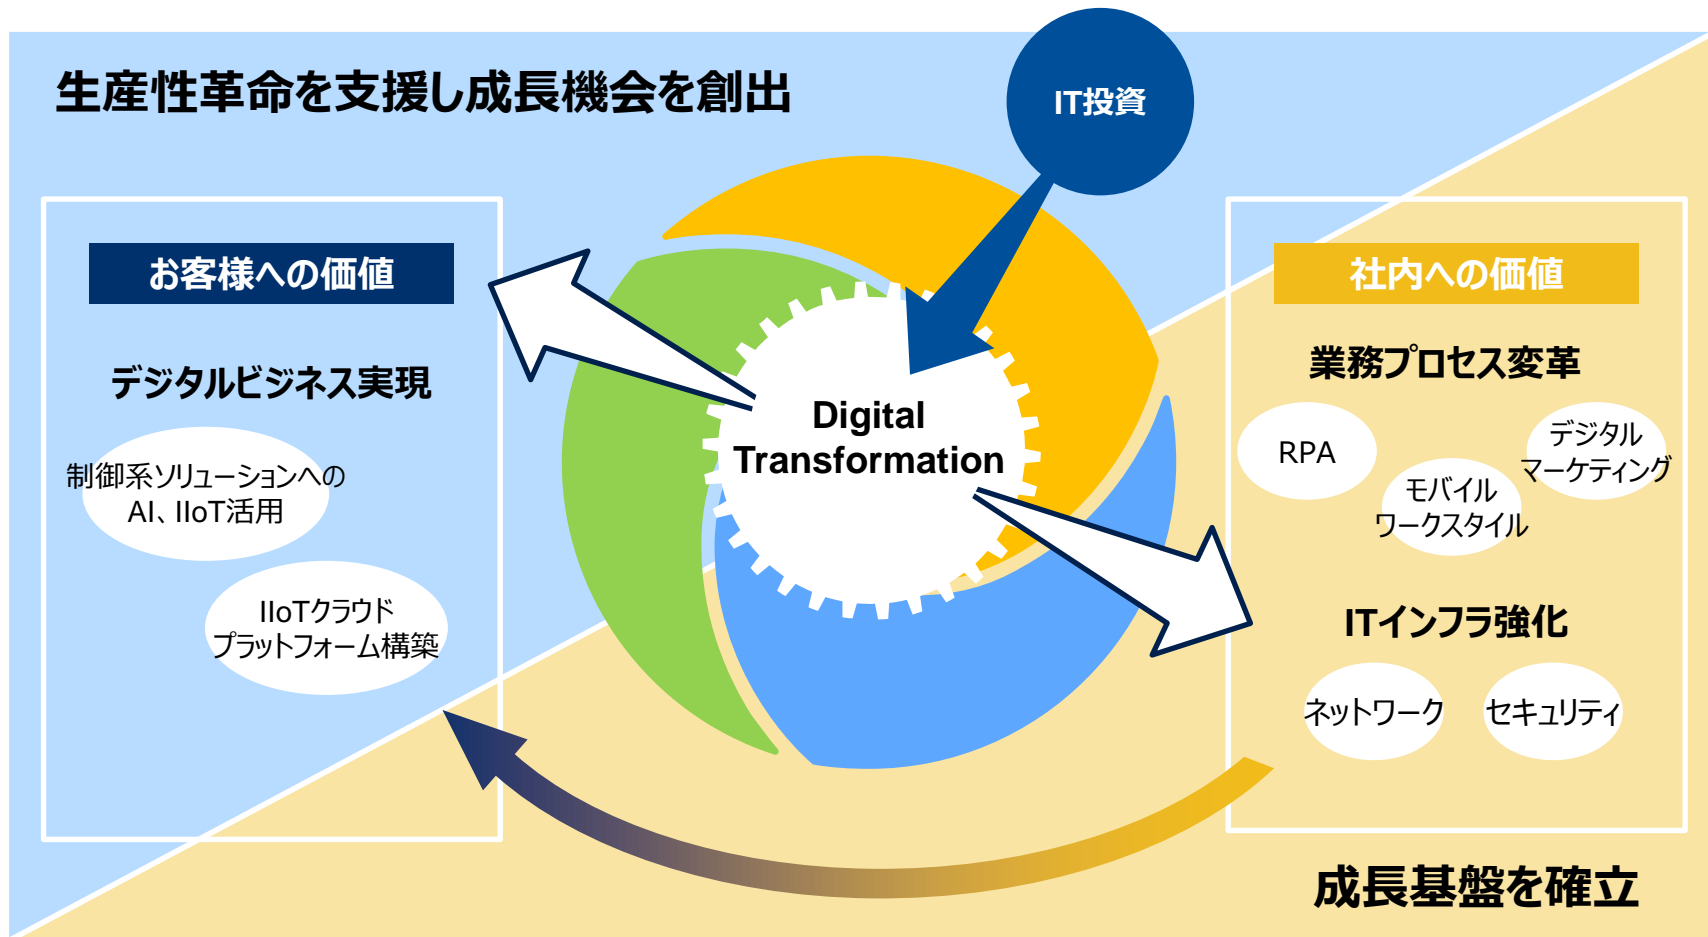 生産性革命を支援し成長機会を創出
IT投資
お客様への価値
デジタルビジネス実現
制御系ソリューションへの
AI、IIoT活用
IIoTクラウド
プラットフォーム構築
Digital
Transformation
社内への価値
業務プロセス変革
RPA
モバイル
ワークスタイル
デジタル
マーケティング
ITインフラ強化
ネットワーク
セキュリティ
成長基盤を確立